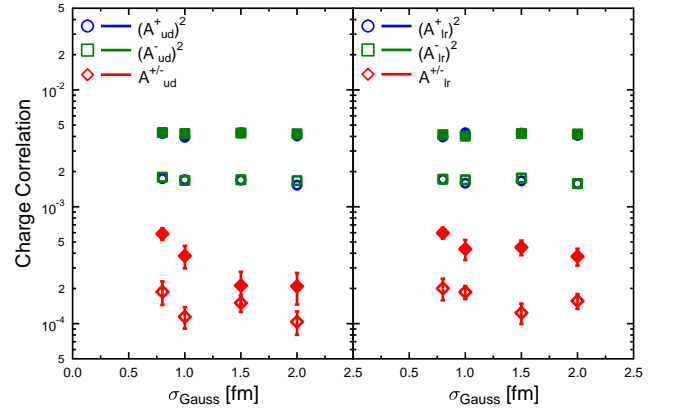 5
(A⁺ud)²
(A⁺lr)²
(A⁻ud)²
(A⁻lr)²
A⁺/⁻ud
A⁺/⁻lr
10⁻²
5
2
10⁻³
5
2
10⁻⁴
5
Charge Correlation
0.0 0.5 1.0 1.5 2.0 2.5 0.5 1.0 1.5 2.0 2.5
σGauss [fm]
σGauss [fm]